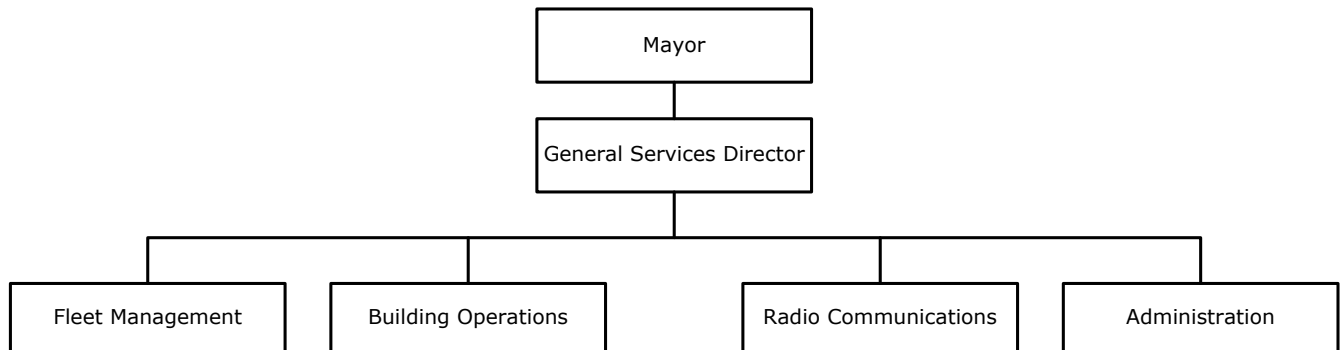 Mayor
General Services Director
Fleet Management
Building Operations
Radio Communications
Administration